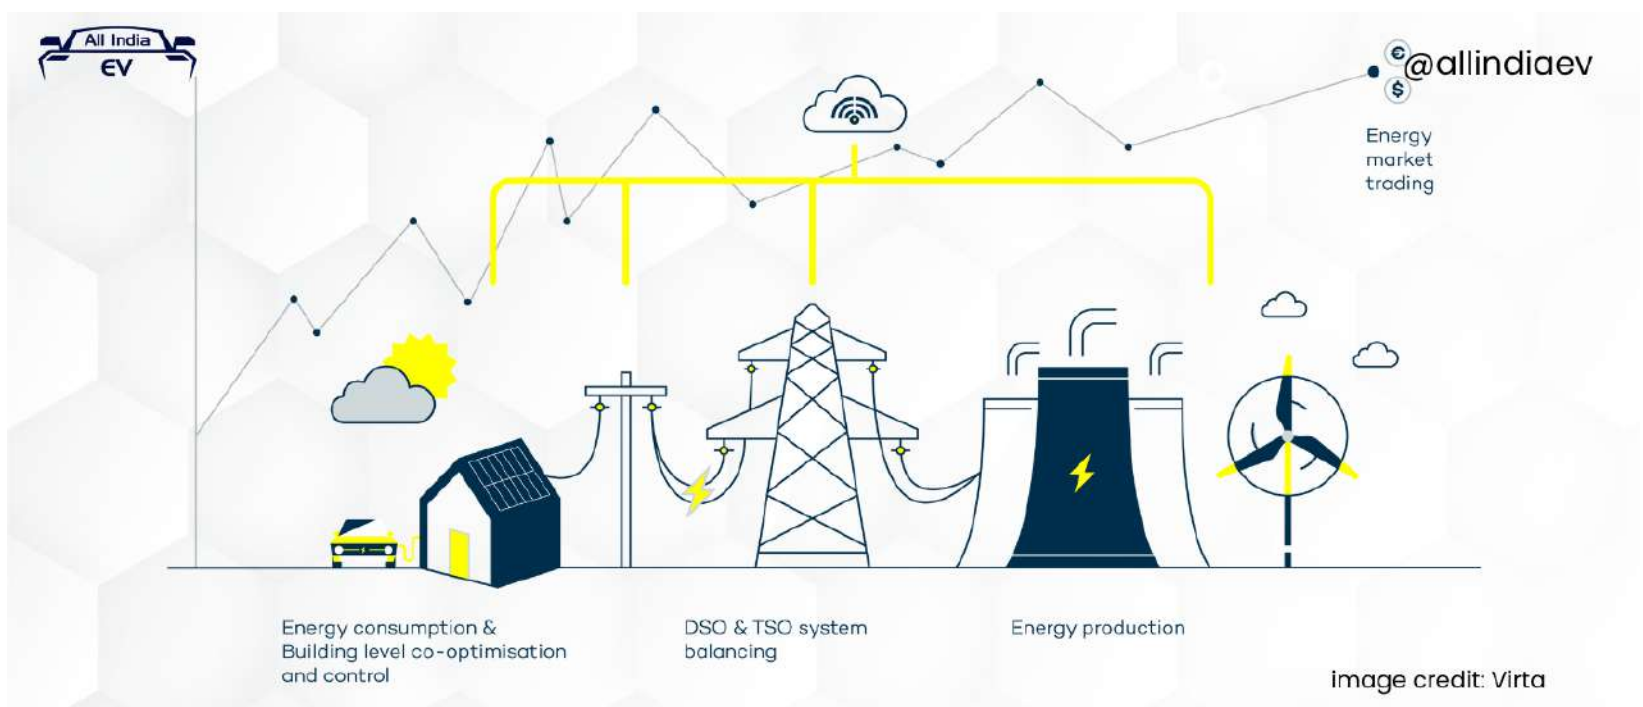 All India
EV
€
@allindiaev
$
Energy
market
trading
Energy consumption &
Building level co-optimisation
and control
DSO & TSO system
balancing
Energy production
image credit: Virta